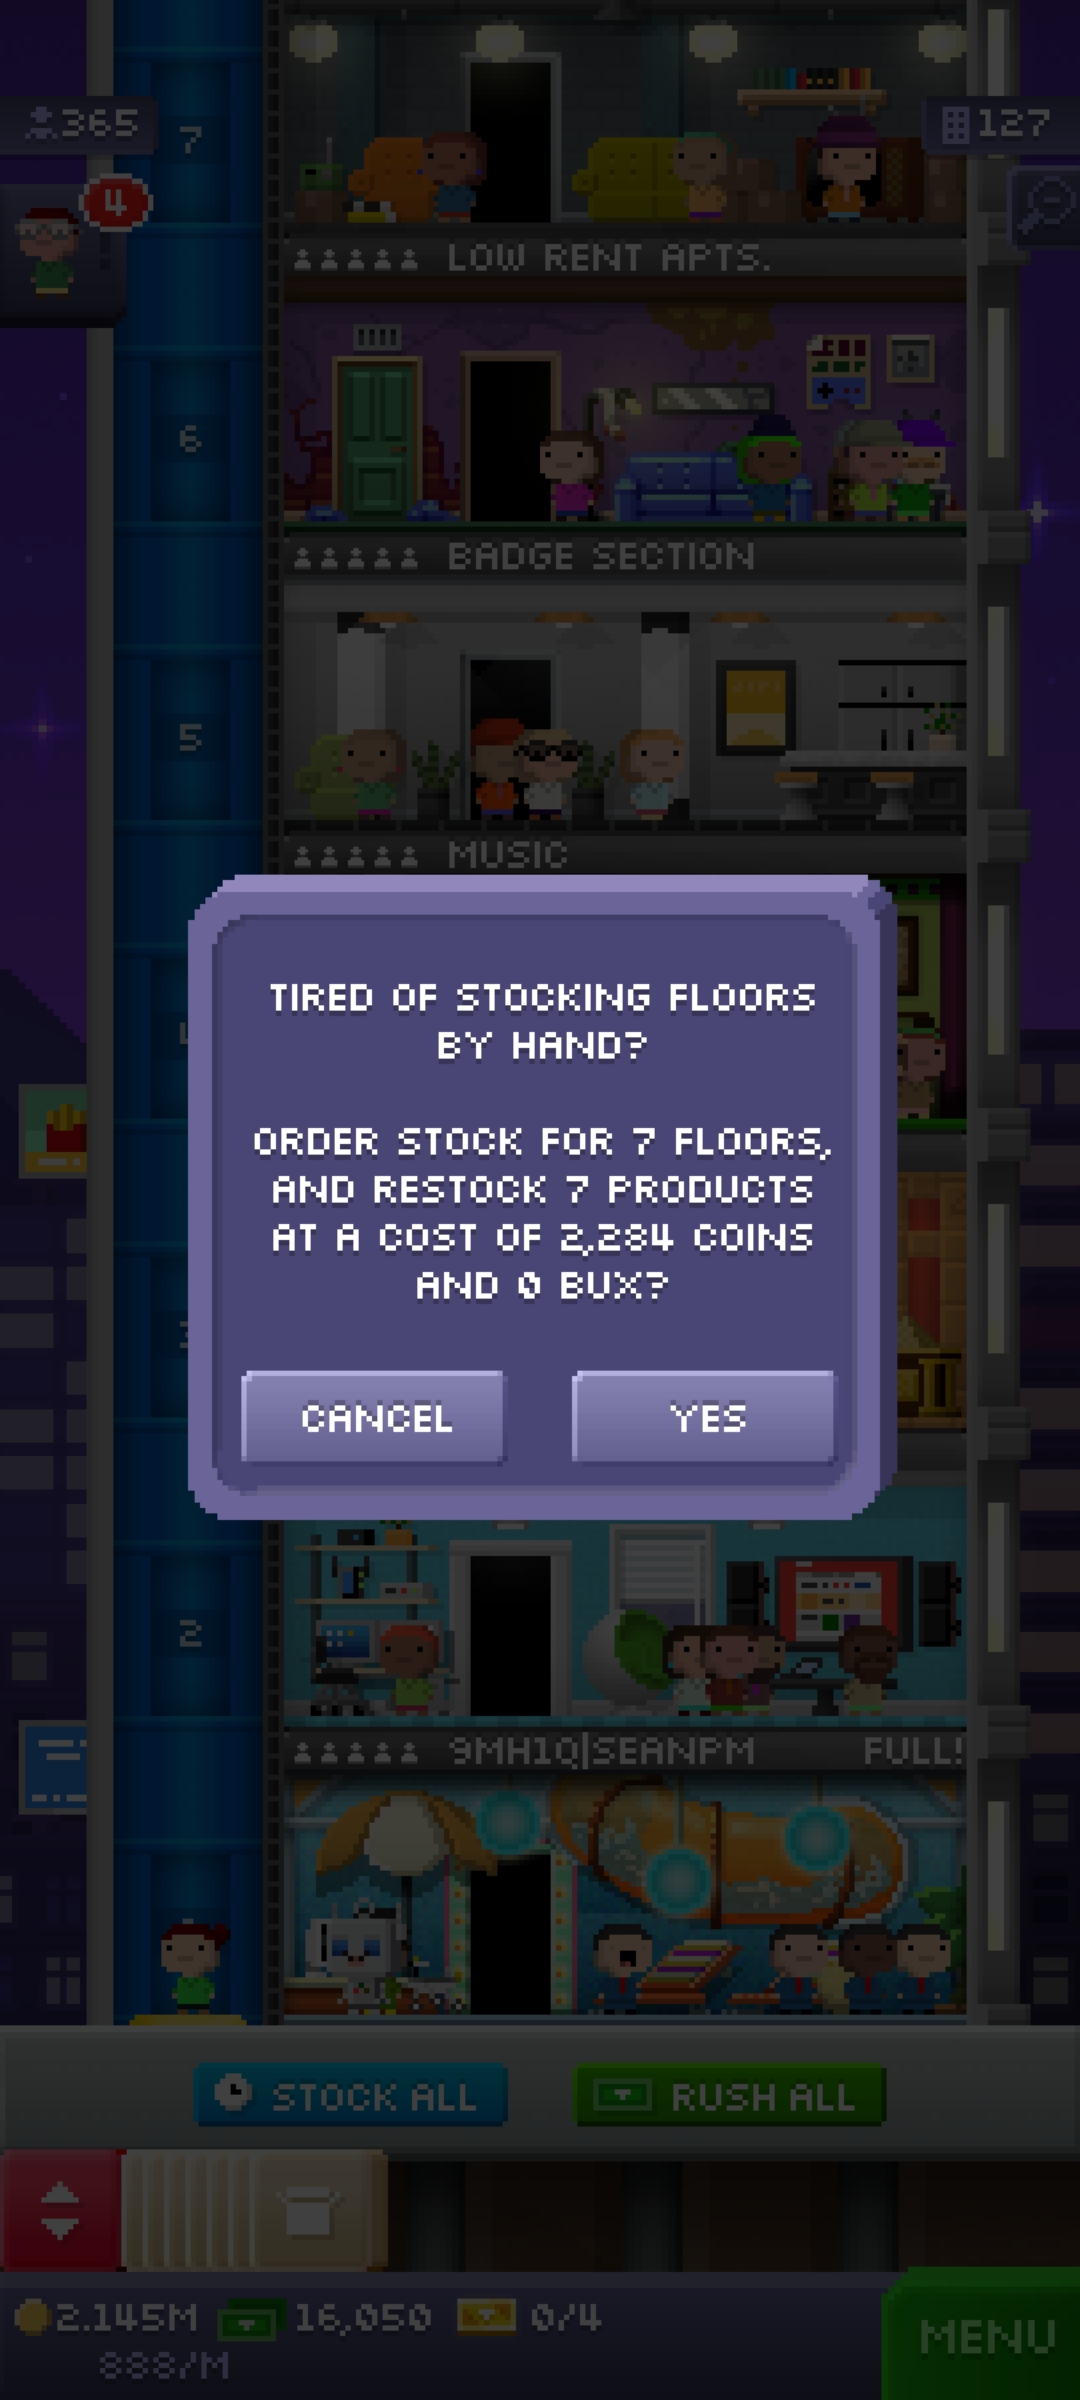 365
7
127
4
LOW RENT APTS.
6
BADGE SECTION
5
MUSIC
TIRED OF STOCKING FLOORS
BY HAND?
ORDER STOCK FOR 7 FLOORS,
AND RESTOCK 7 PRODUCTS
AT A COST OF 2,284 COINS
AND 0 BUX?
CANCEL
YES
2
9MH1Q|SEANPM
FULL!
STOCK ALL
RUSH ALL
2.145M
16,050
0/4
888/M
MENU